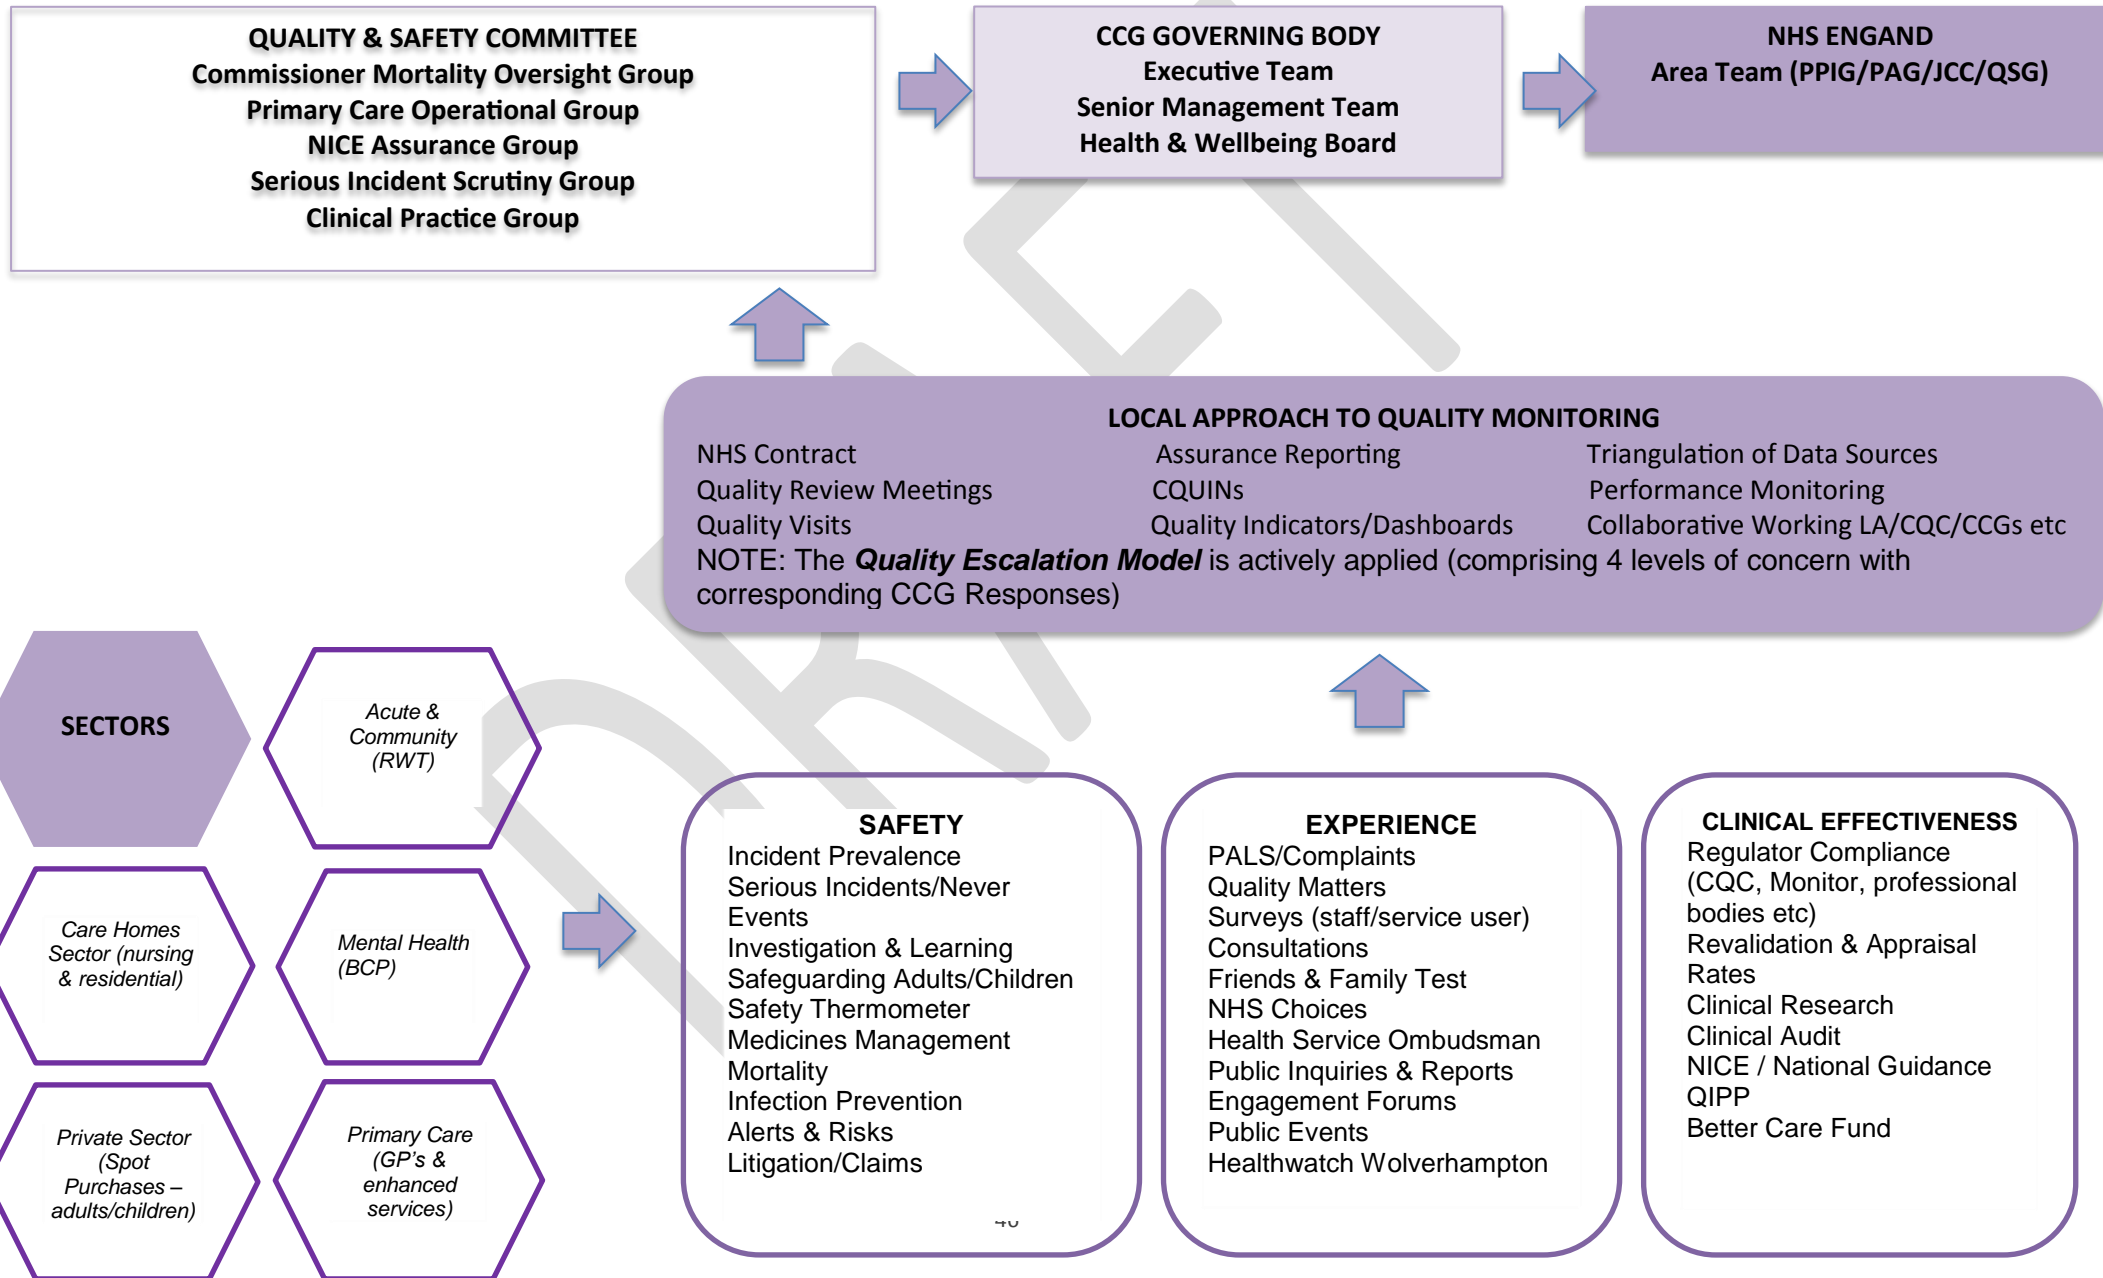 QUALITY & SAFETY COMMITTEE
Commissioner Mortality Oversight Group
Primary Care Operational Group
NICE Assurance Group
Serious Incident Scrutiny Group
Clinical Practice Group
CCG GOVERNING BODY
Executive Team
Senior Management Team
Health & Wellbeing Board
NHS ENGAND
Area Team (PPIG/PAG/JCC/QSG)
LOCAL APPROACH TO QUALITY MONITORING
NHS Contract Assurance Reporting Triangulation of Data Sources
Quality Review Meetings CQUINs Performance Monitoring
Quality Visits Quality Indicators/Dashboards Collaborative Working LA/CQC/CCGs etc
NOTE: The Quality Escalation Model is actively applied (comprising 4 levels of concern with
corresponding CCG Responses)
SECTORS
Acute &
Community
(RWT)
Care Homes
Sector (nursing
& residential)
Mental Health
(BCP)
Private Sector
(Spot
Purchases –
adults/children)
Primary Care
(GP's &
enhanced
services)
SAFETY
Incident Prevalence
Serious Incidents/Never
Events
Investigation & Learning
Safeguarding Adults/Children
Safety Thermometer
Medicines Management
Mortality
Infection Prevention
Alerts & Risks
Litigation/Claims
EXPERIENCE
PALS/Complaints
Quality Matters
Surveys (staff/service user)
Consultations
Friends & Family Test
NHS Choices
Health Service Ombudsman
Public Inquiries & Reports
Engagement Forums
Public Events
Healthwatch Wolverhampton
CLINICAL EFFECTIVENESS
Regulator Compliance
(CQC, Monitor, professional
bodies etc)
Revalidation & Appraisal
Rates
Clinical Research
Clinical Audit
NICE / National Guidance
QIPP
Better Care Fund
DRAFT